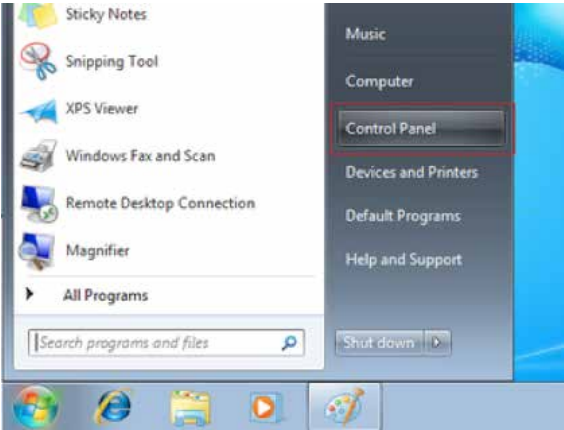 Sticky Notes
Snipping Tool
XPS Viewer
Windows Fax and Scan
Remote Desktop Connection
Magnifier
All Programs
Search programs and files
Music
Computer
Control Panel
Devices and Printers
Default Programs
Help and Support
Shut down